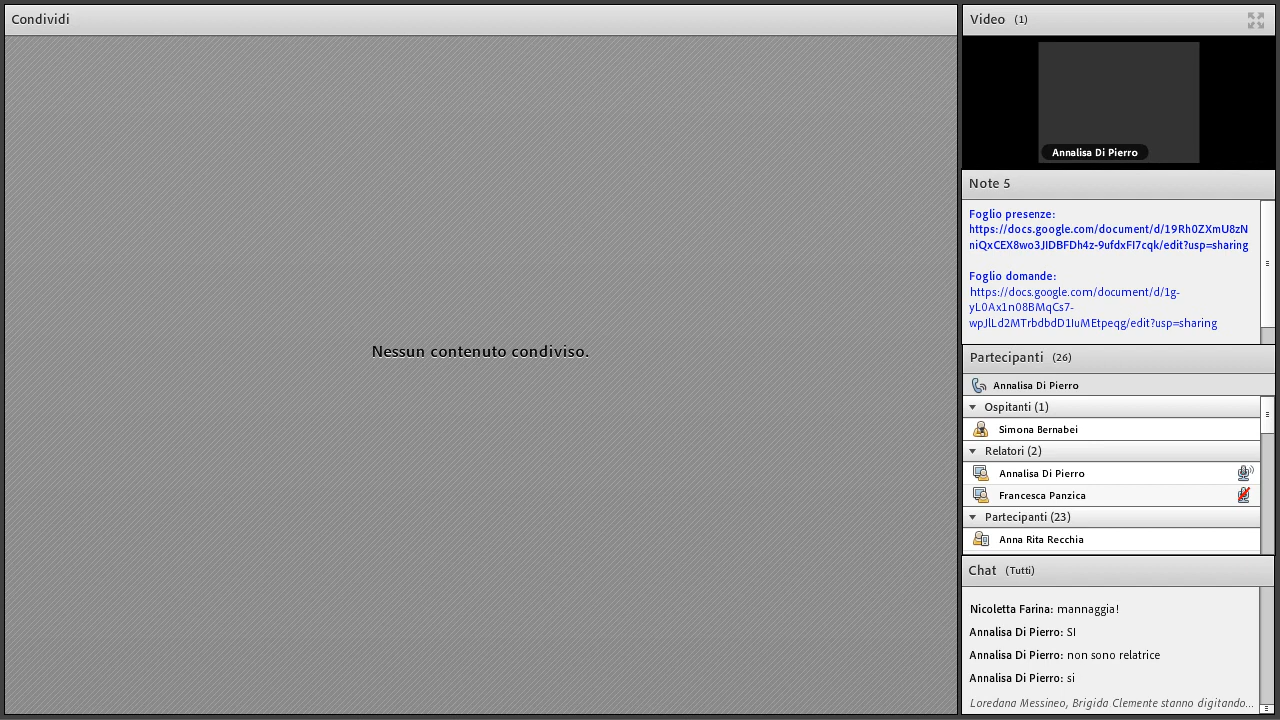 Condividi
Nessun contenuto condiviso.
Video (1)
Annalisa Di Pierro
Note 5
Foglio presenze:
https://docs.google.com/document/d/19Rh0ZXmU8zN
niQxCEX8wo3JIDBFDh4z-9ufdxFI7cqk/edit?usp=sharing
Foglio domande:
https://docs.google.com/document/d/1g-
yL0Ax1n08BMqCs7-
wpJlLd2MTrbdbdD1IuMEtpeqg/edit?usp=sharing
Partecipanti (26)
Annalisa Di Pierro
Ospitanti (1)
Simona Bernabei
Relatori (2)
Annalisa Di Pierro
Francesca Panzica
Partecipanti (23)
Anna Rita Recchia
Chat (Tutti)
Nicoletta Farina: mannaggia!
Annalisa Di Pierro: SI
Annalisa Di Pierro: non sono relatrice
Annalisa Di Pierro: si
Loredana Messineo, Brigida Clemente stanno digitando...